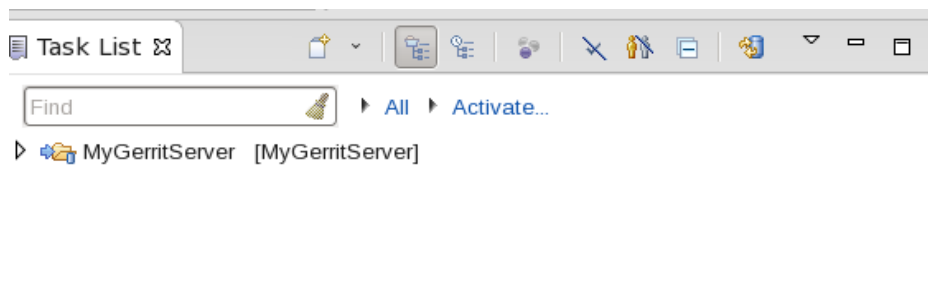 Task List
Find All Activate...
MyGerritServer [MyGerritServer]